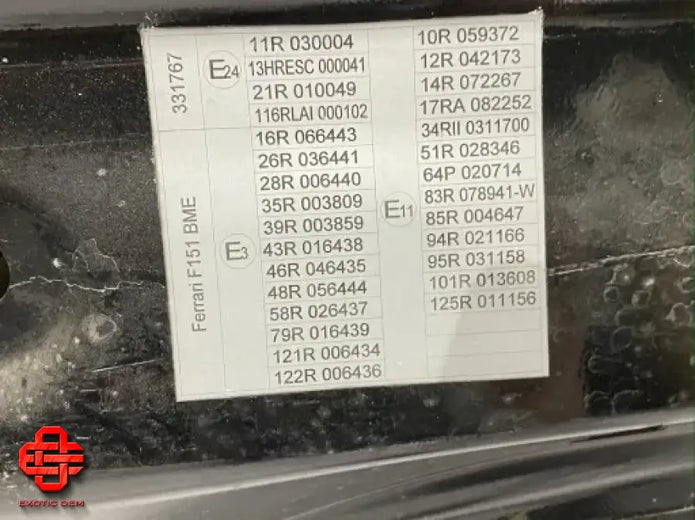 331767
E24
11R 030004
13HRESC 000041
21R 010049
116RLAI 000102
Ferrari F151 BME
E3
16R 066443
26R 036441
28R 006440
35R 003809
39R 003859
43R 016438
46R 046435
48R 056444
58R 026437
79R 016439
121R 006434
122R 006436
E11
10R 059372
12R 042173
14R 072267
17RA 082252
34RII 0311700
51R 028346
64P 020714
83R 078941-W
85R 004647
94R 021166
95R 031158
101R 013608
125R 011156
EXOTIC OEM